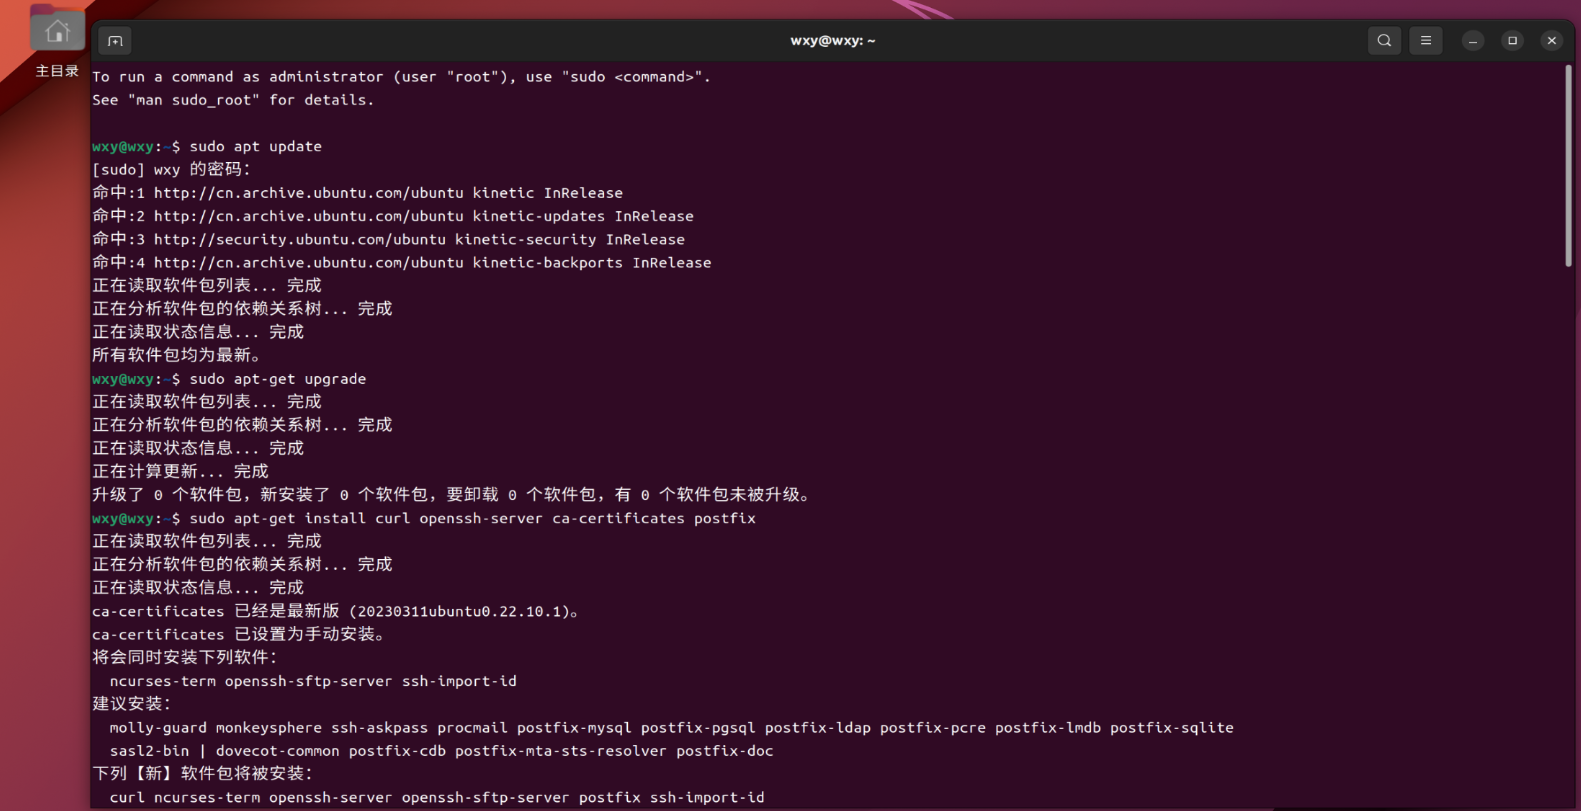 主目录
wxy@wxy: ~
To run a command as administrator (user "root"), use "sudo <command>".
See "man sudo_root" for details.
wxy@wxy:~$ sudo apt update
[sudo] wxy 的密码：
命中:1 http://cn.archive.ubuntu.com/ubuntu kinetic InRelease
命中:2 http://cn.archive.ubuntu.com/ubuntu kinetic-updates InRelease
命中:3 http://security.ubuntu.com/ubuntu kinetic-security InRelease
命中:4 http://cn.archive.ubuntu.com/ubuntu kinetic-backports InRelease
正在读取软件包列表... 完成
正在分析软件包的依赖关系树... 完成
正在读取状态信息... 完成
所有软件包均为最新。
wxy@wxy:~$ sudo apt-get upgrade
正在读取软件包列表... 完成
正在分析软件包的依赖关系树... 完成
正在读取状态信息... 完成
正在计算更新... 完成
升级了 0 个软件包，新安装了 0 个软件包，要卸载 0 个软件包，有 0 个软件包未被升级。
wxy@wxy:~$ sudo apt-get install curl openssh-server ca-certificates postfix
正在读取软件包列表... 完成
正在分析软件包的依赖关系树... 完成
正在读取状态信息... 完成
ca-certificates 已经是最新版 (20230311ubuntu0.22.10.1)。
ca-certificates 已设置为手动安装。
将会同时安装下列软件：
  ncurses-term openssh-sftp-server ssh-import-id
建议安装：
  molly-guard monkeysphere ssh-askpass procmail postfix-mysql postfix-pgsql postfix-ldap postfix-pcre postfix-lmdb postfix-sqlite
  sasl2-bin | dovecot-common postfix-cdb postfix-mta-sts-resolver postfix-doc
下列【新】软件包将被安装：
  curl ncurses-term openssh-server openssh-sftp-server postfix ssh-import-id